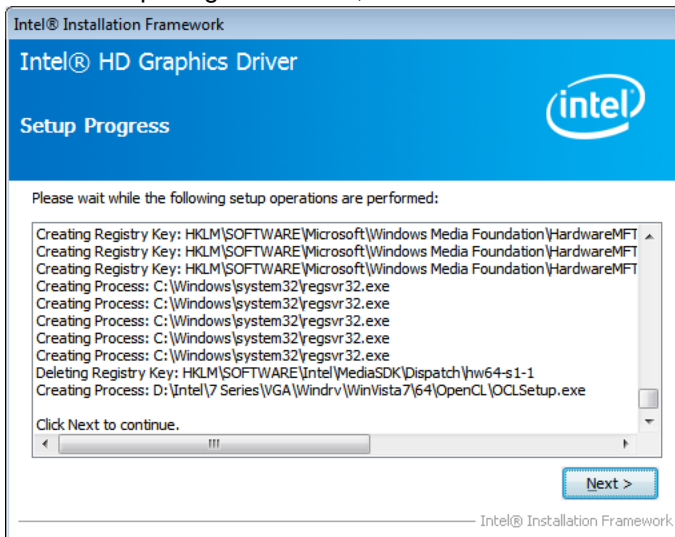 Intel® Installation Framework
Intel® HD Graphics Driver
intel
Setup Progress
Please wait while the following setup operations are performed:
Creating Registry Key: HKLM\SOFTWARE\Microsoft\Windows Media Foundation\HardwareMFT
Creating Registry Key: HKLM\SOFTWARE\Microsoft\Windows Media Foundation\HardwareMFT
Creating Registry Key: HKLM\SOFTWARE\Microsoft\Windows Media Foundation\HardwareMFT
Creating Process: C:\Windows\system32\regsvr32.exe
Creating Process: C:\Windows\system32\regsvr32.exe
Creating Process: C:\Windows\system32\regsvr32.exe
Creating Process: C:\Windows\system32\regsvr32.exe
Creating Process: C:\Windows\system32\regsvr32.exe
Deleting Registry Key: HKLM\SOFTWARE\Intel\MediaSDK\Dispatch\hw64-s1-1
Creating Process: D:\Intel\7 Series\VGA\Windrv\WinVista7\64\OpenCL\OCLSetup.exe
Click Next to continue.
Next >
Intel® Installation Framework